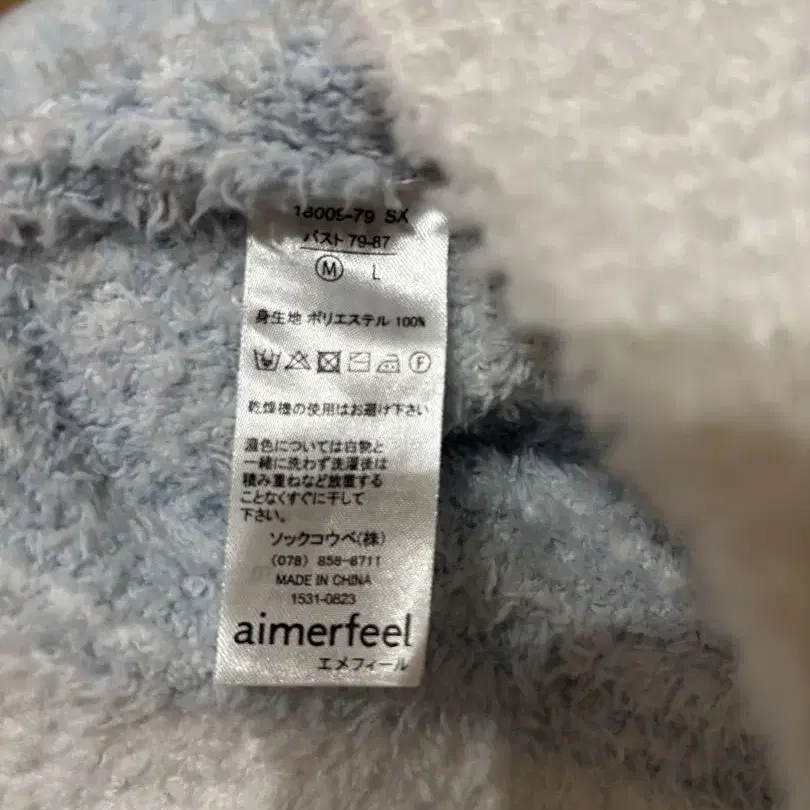 18009-79 SX
バスト 79-87
Ⓜ L
身生地 ポリエステル 100%
Ⓕ
乾燥機の使用はお避け下さい
濃色については白物と
一緒に洗わず洗濯後は
積み重ねなど放置する
ことなくすぐに干して
下さい。
ソックコウベ(株)
(078) 858-8711
MADE IN CHINA
1531-0823
aimerfeel
エメフィール